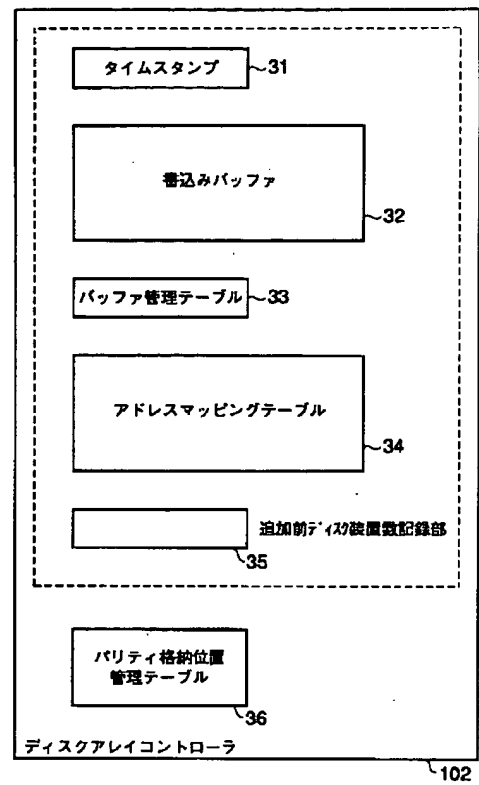 タイムスタンプ
31
書込みバッファ
32
バッファ管理テーブル
33
アドレスマッピングテーブル
34
追加前ディスク装置数記録部
35
パリティ格納位置
管理テーブル
36
ディスクアレイコントローラ
102